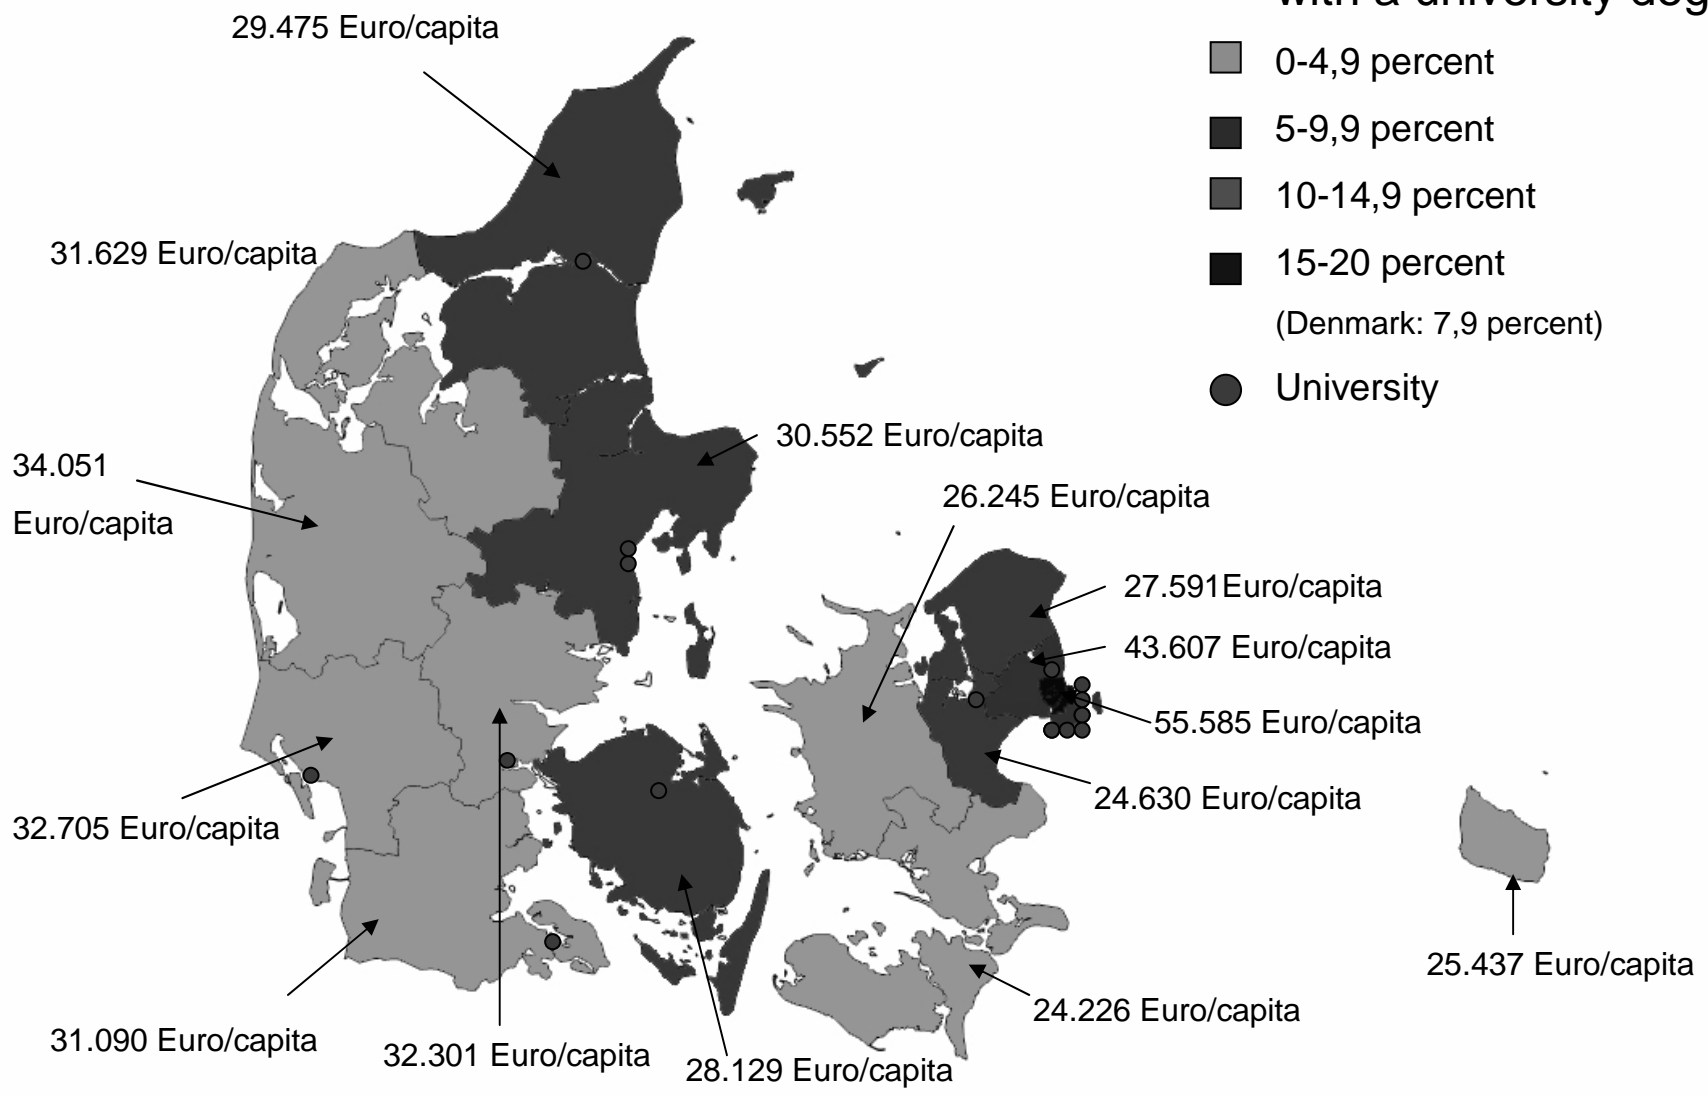 with a university deg
29.475 Euro/capita
0-4,9 percent
5-9,9 percent
10-14,9 percent
15-20 percent
(Denmark: 7,9 percent)
University
31.629 Euro/capita
30.552 Euro/capita
34.051
Euro/capita
26.245 Euro/capita
27.591Euro/capita
43.607 Euro/capita
55.585 Euro/capita
24.630 Euro/capita
32.705 Euro/capita
25.437 Euro/capita
24.226 Euro/capita
31.090 Euro/capita
32.301 Euro/capita
28.129 Euro/capita